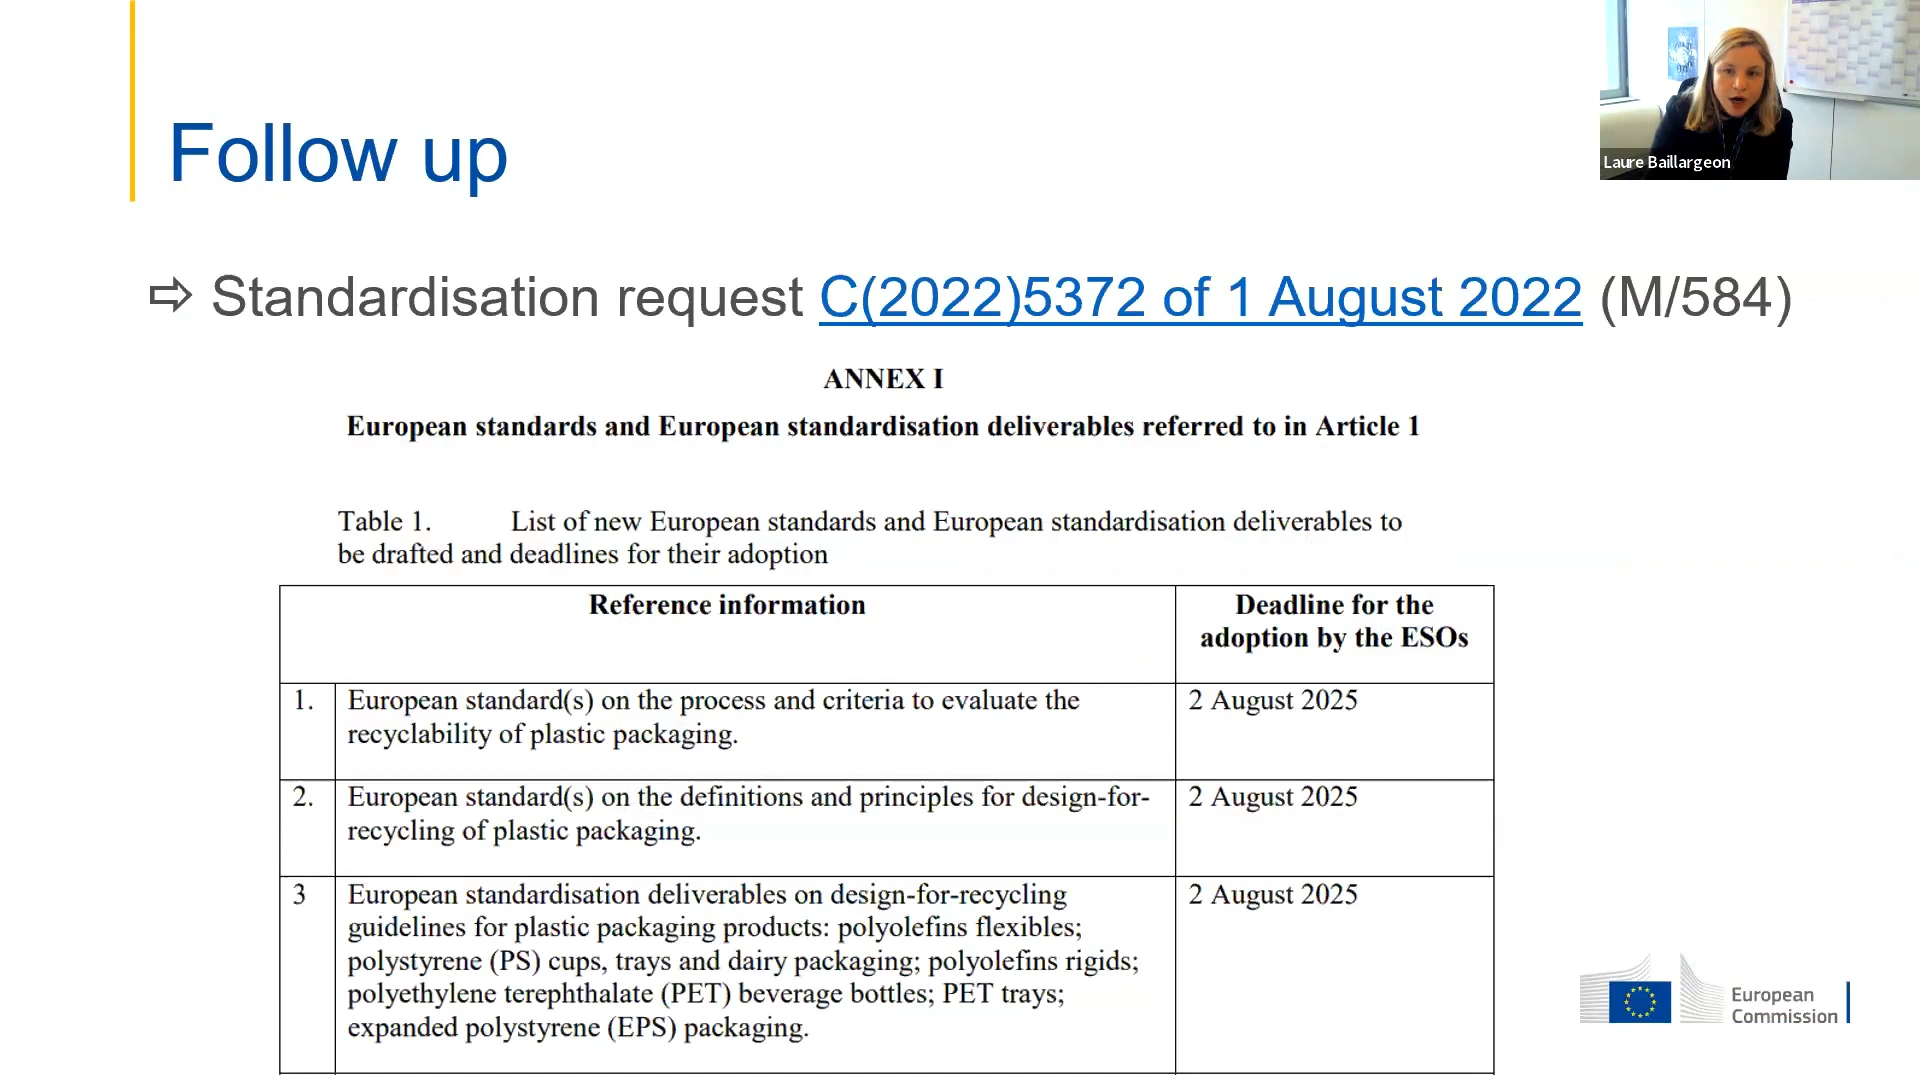 Follow up
Laure Baillargeon
⇨ Standardisation request C(2022)5372 of 1 August 2022 (M/584)
ANNEX I
European standards and European standardisation deliverables referred to in Article 1
Table 1. List of new European standards and European standardisation deliverables to
be drafted and deadlines for their adoption
Reference information
Deadline for the
adoption by the ESOs
1. European standard(s) on the process and criteria to evaluate the
recyclability of plastic packaging.
2 August 2025
2. European standard(s) on the definitions and principles for design-for-
recycling of plastic packaging.
2 August 2025
3 European standardisation deliverables on design-for-recycling
guidelines for plastic packaging products: polyolefins flexibles;
polystyrene (PS) cups, trays and dairy packaging; polyolefins rigids;
polyethylene terephthalate (PET) beverage bottles; PET trays;
expanded polystyrene (EPS) packaging.
2 August 2025
European
Commission